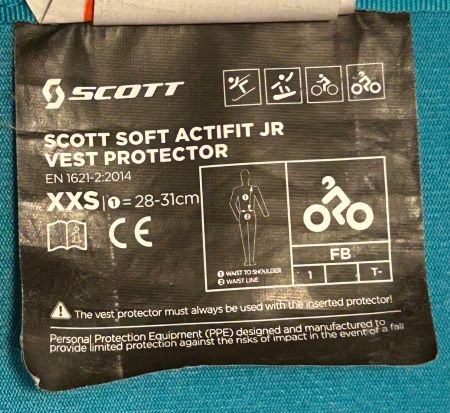 SCOTT
SCOTT SOFT ACTIFIT JR
VEST PROTECTOR
EN 1621-2:2014
XXS | 1 = 28-31cm
i
CE
1 WAIST TO SHOULDER
2 WAIST LINE
1
2
FB
1 T-
The vest protector must always be used with the inserted protector!
Personal Protection Equipment (PPE) designed and manufactured to
provide limited protection against the risks of impact in the event of a fall